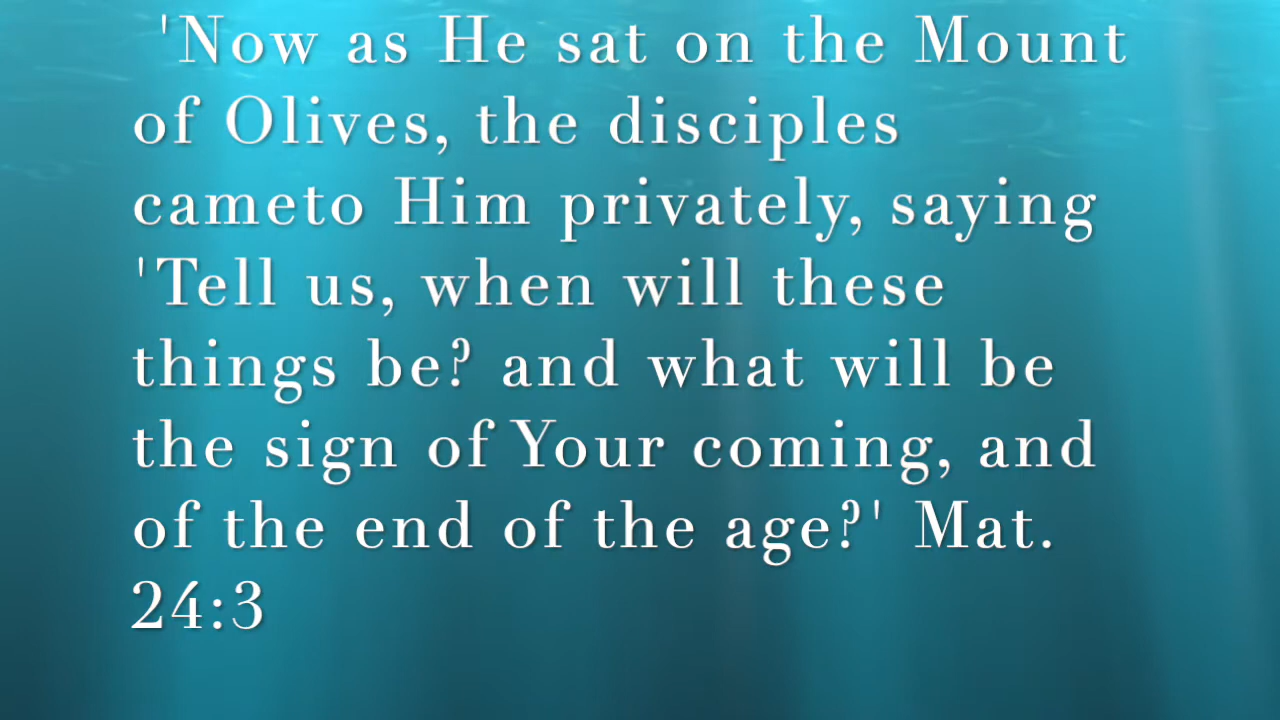 'Now as He sat on the Mount
of Olives, the disciples
cameto Him privately, saying
'Tell us, when will these
things be? and what will be
the sign of Your coming, and
of the end of the age?' Mat.
24:3